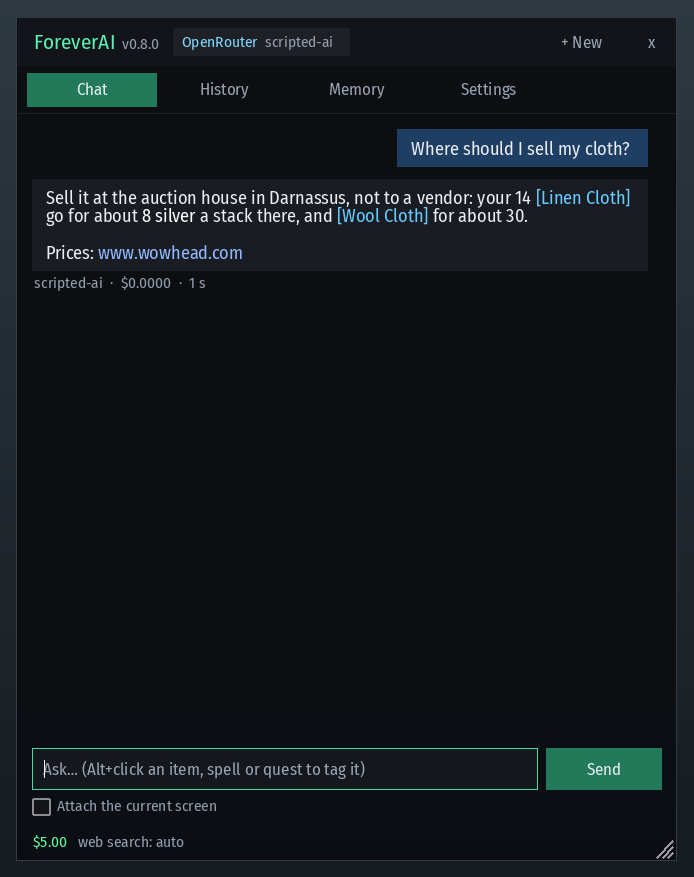 ForeverAI v0.8.0 OpenRouter scripted-ai + New x
Chat History Memory Settings
Where should I sell my cloth?
Sell it at the auction house in Darnassus, not to a vendor: your 14 [Linen Cloth]
go for about 8 silver a stack there, and [Wool Cloth] for about 30.
Prices: www.wowhead.com
scripted-ai · $0.0000 · 1 s
Ask... (Alt+click an item, spell or quest to tag it) Send
Attach the current screen
$5.00 web search: auto